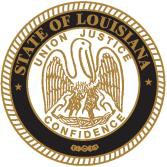 STATE OF LOUISIANA
UNION JUSTICE
CONFIDENCE